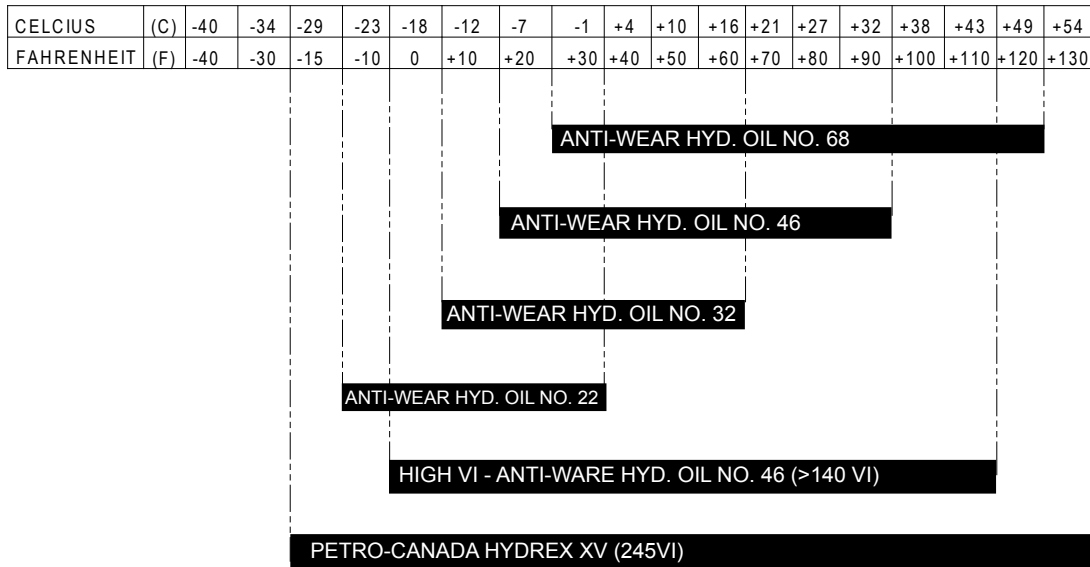 CELCIUS (C) -40 -34 -29 -23 -18 -12 -7 -1 +4 +10 +16 +21 +27 +32 +38 +43 +49 +54
FAHRENHEIT (F) -40 -30 -15 -10 0 +10 +20 +30 +40 +50 +60 +70 +80 +90 +100 +110 +120 +130
ANTI-WEAR HYD. OIL NO. 68
ANTI-WEAR HYD. OIL NO. 46
ANTI-WEAR HYD. OIL NO. 32
ANTI-WEAR HYD. OIL NO. 22
HIGH VI - ANTI-WARE HYD. OIL NO. 46 (>140 VI)
PETRO-CANADA HYDREX XV (245VI)